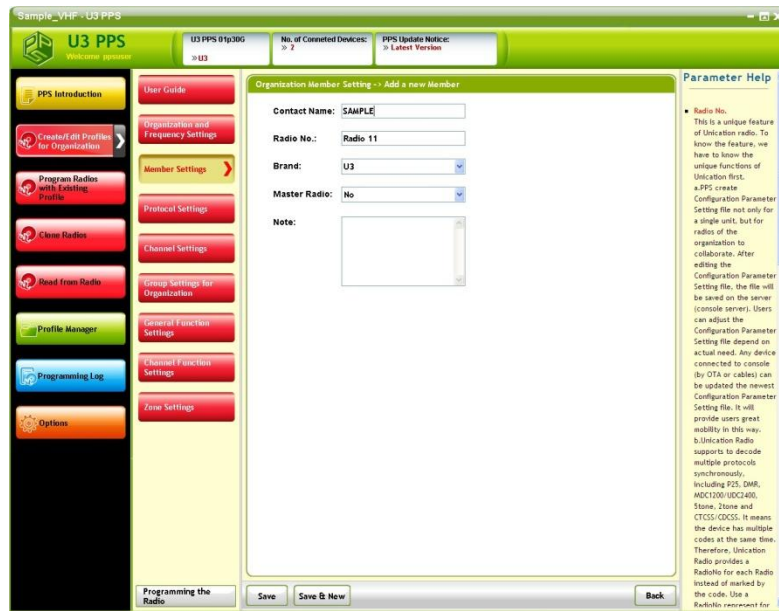 Sample_VHF - U3 PPS
U3 PPS
Welcome ppsuser
U3 PPS 01p30G
»U3
No. of Conneted Devices:
» 2
PPS Update Notice:
» Latest Version
PPS Introduction
Create/Edit Profiles
for Organization
Program Radios
with Existing
Profile
Clone Radios
Read from Radio
Profile Manager
Programming Log
Options
User Guide
Organization and
Frequency Settings
Member Settings
Protocol Settings
Channel Settings
Group Settings for
Organization
General Function
Settings
Channel Function
Settings
Zone Settings
Programming the
Radio
Organization Member Setting -> Add a new Member
Contact Name: SAMPLE
Radio No.: Radio 11
Brand: U3
Master Radio: No
Note:
Save
Save & New
Back
Parameter Help
Radio No.
This is a unique feature
of Unication radio. To
know the feature, we
have to know the
unique functions of
Unication first.
a.PPS create
Configuration Parameter
Setting file not only for
a single unit, but for
radios of the
organization to
collaborate. After
editing the
Configuration Parameter
Setting file, the file will
be saved on the server
(console server). Users
can adjust the
Configuration Parameter
Setting file depend on
actual need. Any device
connected to console
(by OTA or cables) can
be updated the newest
Configuration Parameter
Setting file. It will
provide users great
mobility in this way.
b.Unication Radio
supports to decode
multiple protocols
synchronously,
including P25, DMR,
MDC1200/UDC2400,
5tone, 2tone and
CTCSS/CDCSS. It means
the device has multiple
codes at the same time.
Therefore, Unication
Radio provides a
RadioNo for each Radio
instead of marked by
the code. Use a
RadioNo represent for